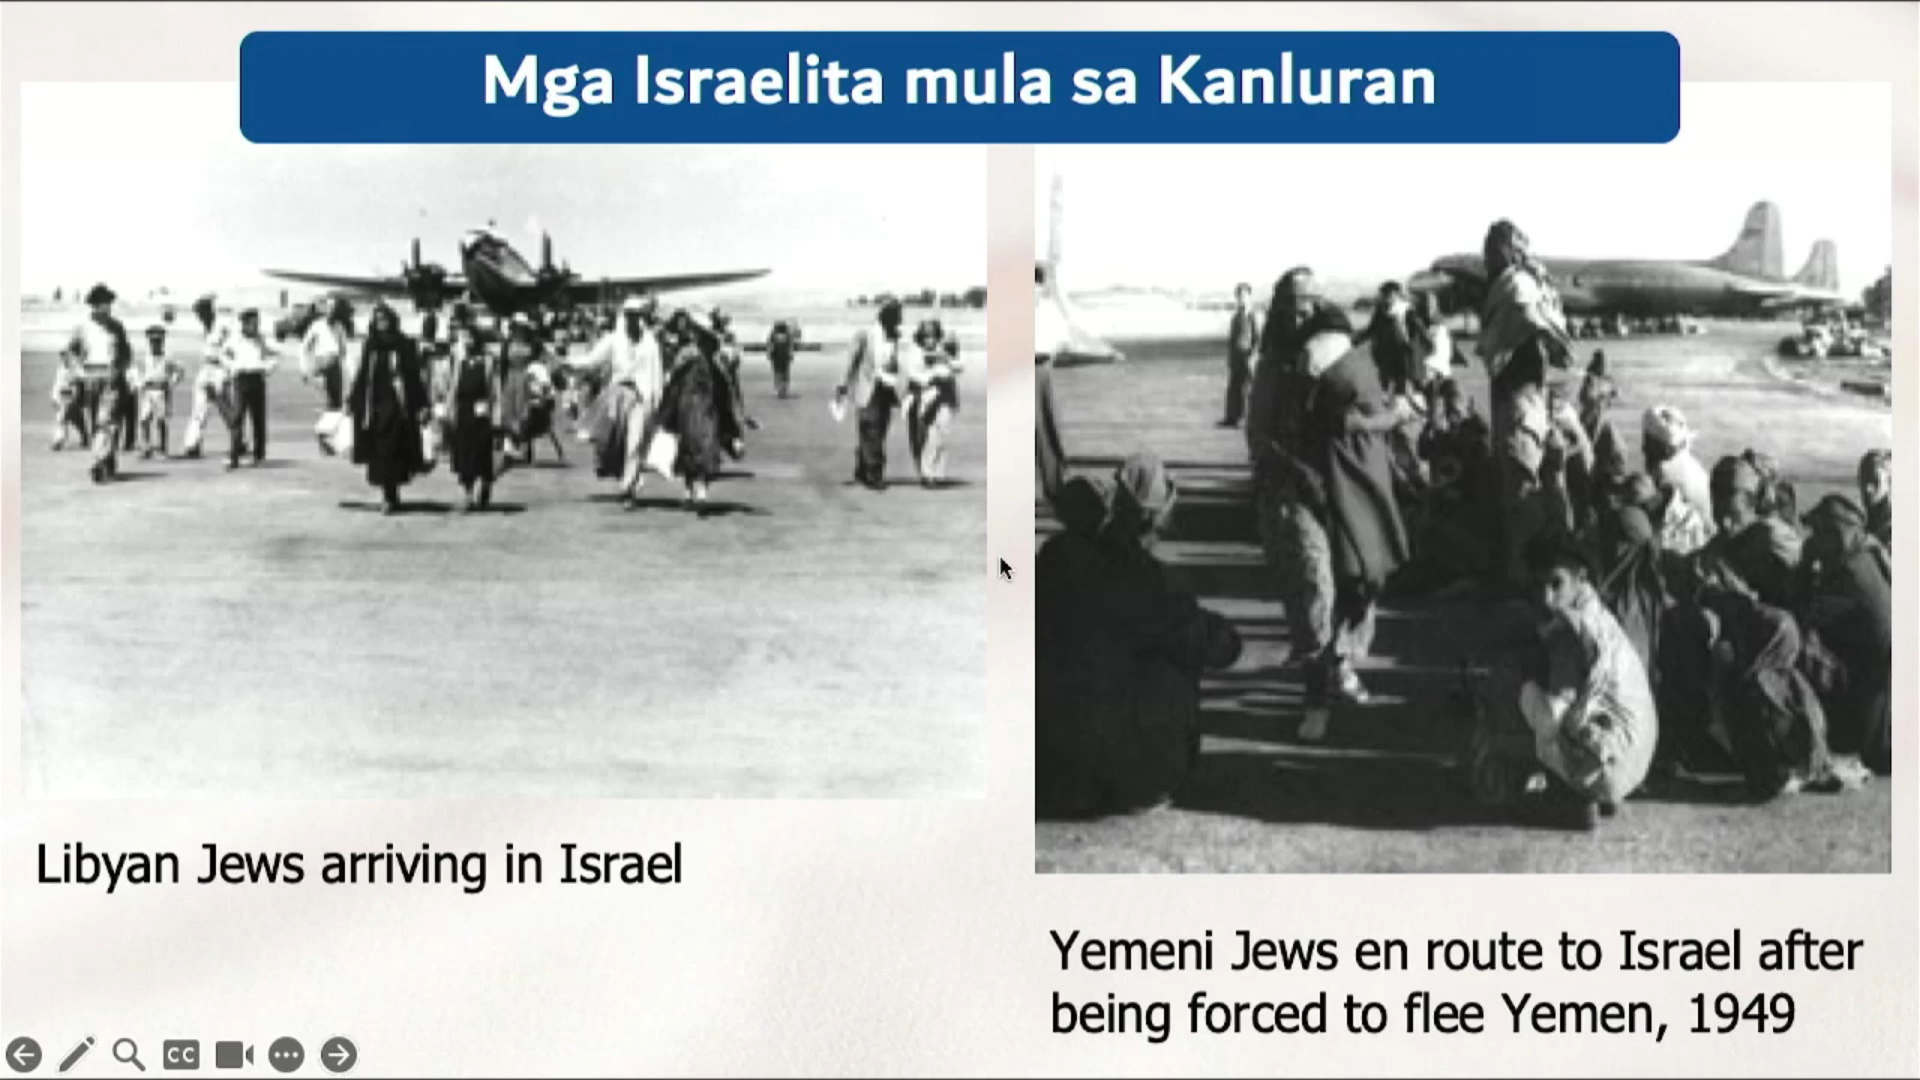 Mga Israelita mula sa Kanluran
Libyan Jews arriving in Israel
Yemeni Jews en route to Israel after
being forced to flee Yemen, 1949
CC